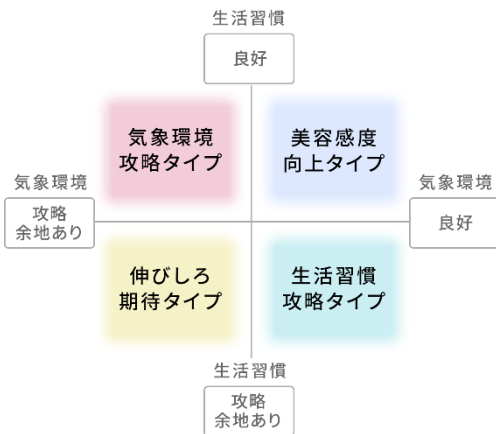 生活習慣
良好
気象環境
攻略タイプ
美容感度
向上タイプ
気象環境
攻略
余地あり
気象環境
良好
伸びしろ
期待タイプ
生活習慣
攻略タイプ
生活習慣
攻略
余地あり